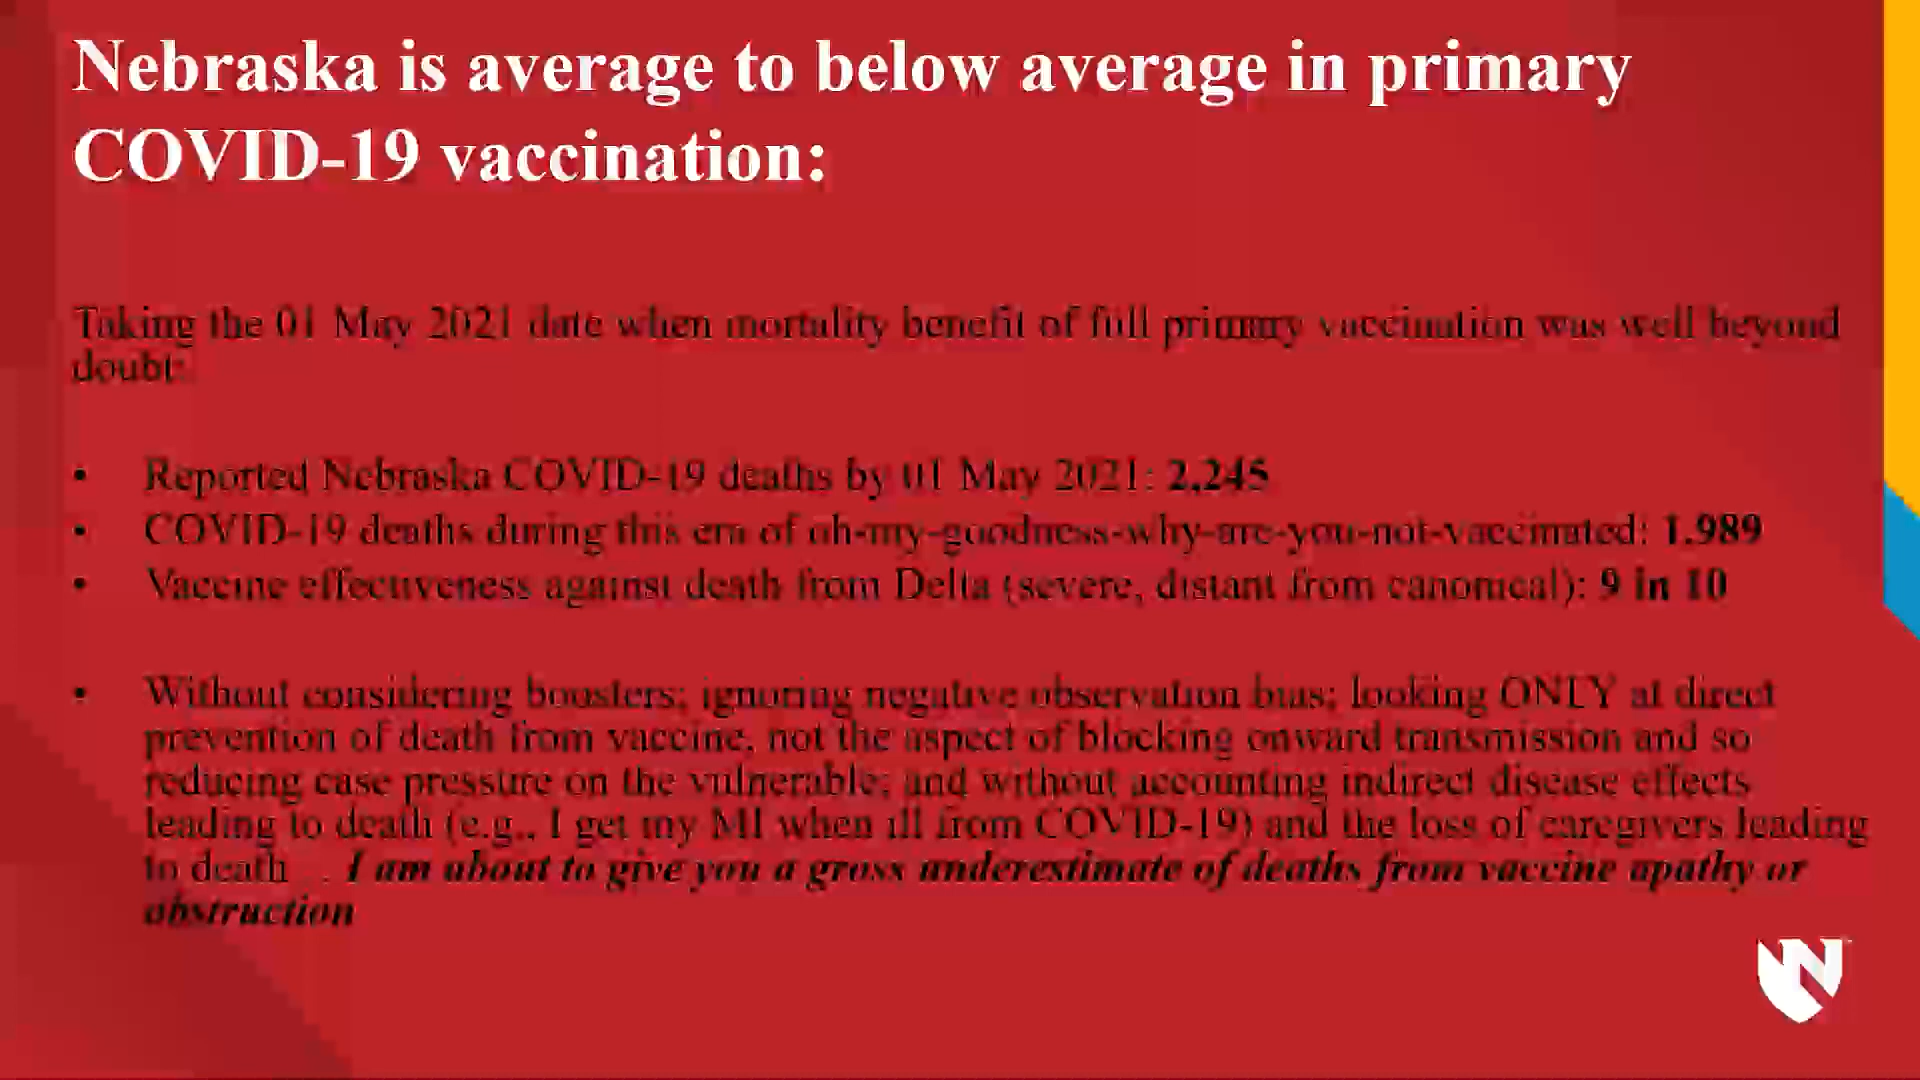 Nebraska is average to below average in primary
COVID-19 vaccination:
Taking the 01 May 2021 date when mortality benefit of full primary vaccination was well beyond
doubt:
• Reported Nebraska COVID-19 deaths by 01 May 2021: 2,245
• COVID-19 deaths during this era of oh-my-goodness-why-are-you-not-vaccinated: 1,989
• Vaccine effectiveness against death from Delta (severe, distant from canonical): 9 in 10
• Without considering boosters; ignoring negative observation bias; looking ONLY at direct
prevention of death from vaccine, not the aspect of blocking onward transmission and so
reducing case pressure on the vulnerable; and without accounting indirect disease effects
leading to death (e.g., I get my MI when ill from COVID-19) and the loss of caregivers leading
to death . . I am about to give you a gross underestimate of deaths from vaccine apathy or
obstruction
N